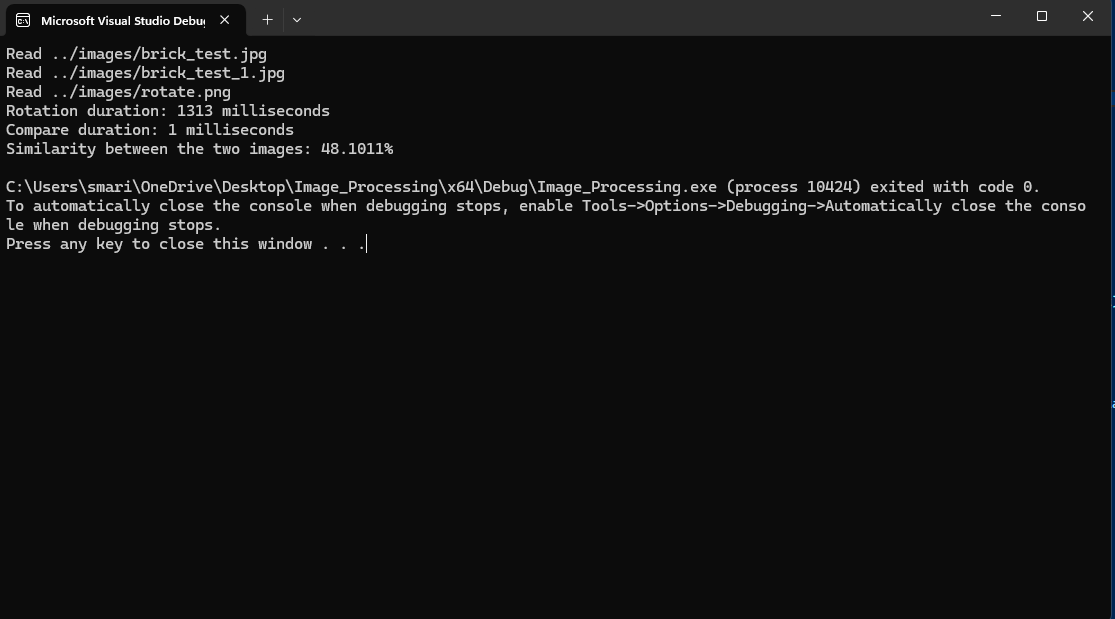 Microsoft Visual Studio Debu
Read ../images/brick_test.jpg
Read ../images/brick_test_1.jpg
Read ../images/rotate.png
Rotation duration: 1313 milliseconds
Compare duration: 1 milliseconds
Similarity between the two images: 48.1011%
C:\Users\smari\OneDrive\Desktop\Image_Processing\x64\Debug\Image_Processing.exe (process 10424) exited with code 0.
To automatically close the console when debugging stops, enable Tools->Options->Debugging->Automatically close the conso
le when debugging stops.
Press any key to close this window . . .